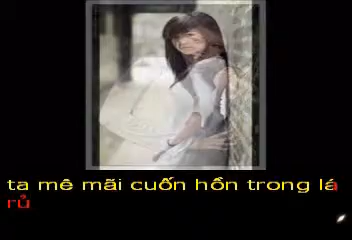 ta mê mãi cuốn hồn trong lá
rủ